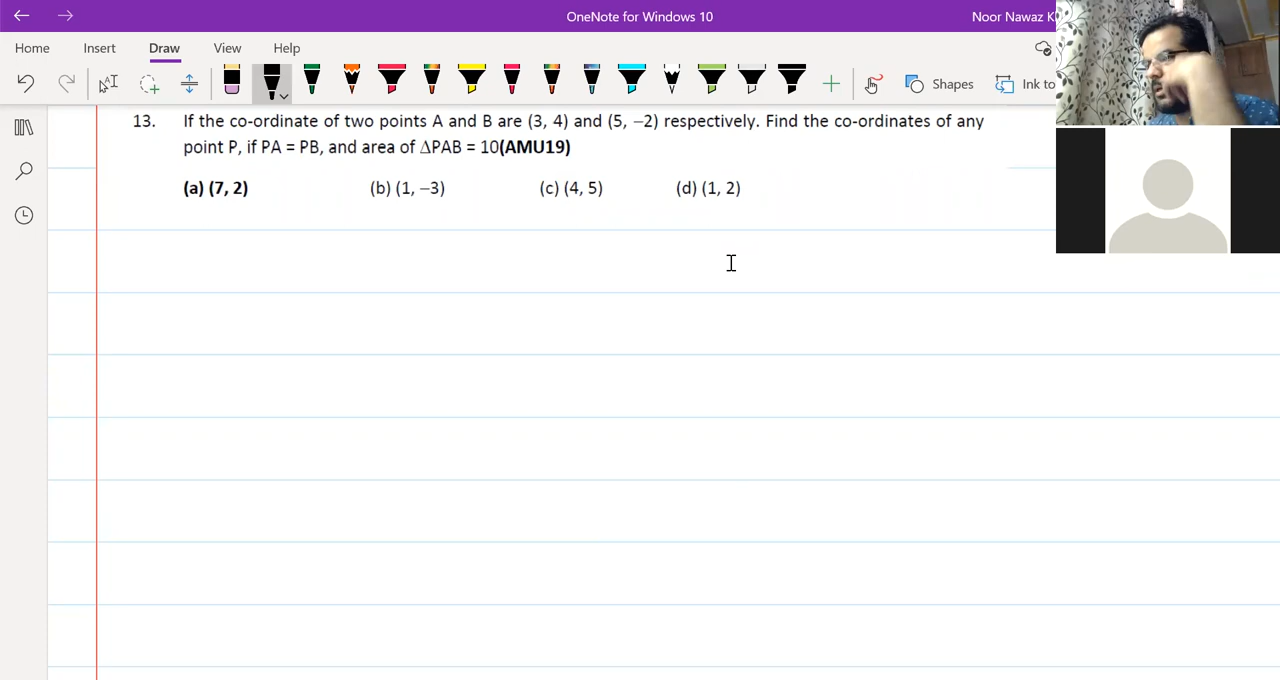 OneNote for Windows 10
Noor Nawaz K
Home Insert Draw View Help
Shapes
Ink to
13. If the co-ordinate of two points A and B are (3, 4) and (5, −2) respectively. Find the co-ordinates of any
point P, if PA = PB, and area of ΔPAB = 10(AMU19)
(a) (7, 2) (b) (1, −3) (c) (4, 5) (d) (1, 2)